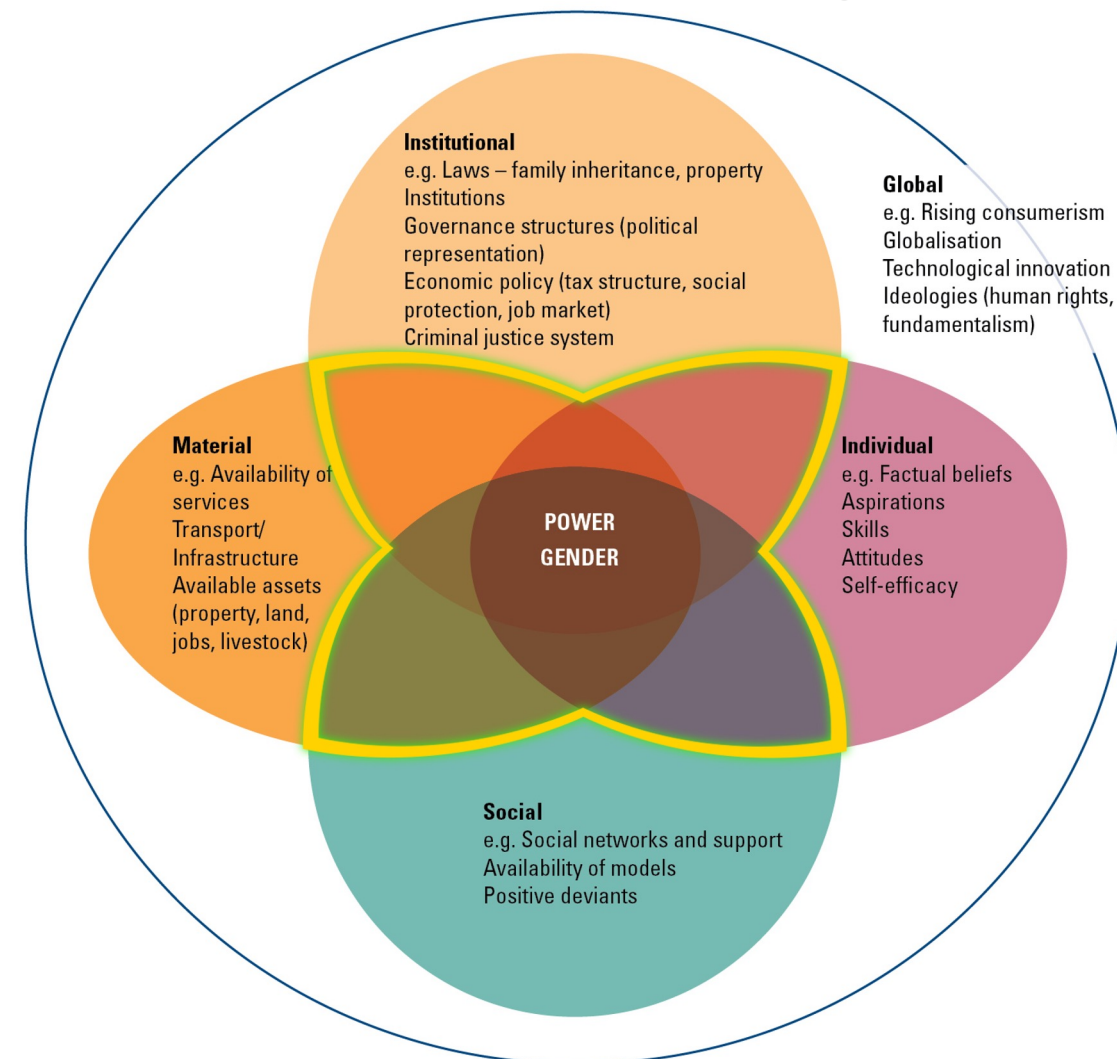 Institutional
e.g. Laws – family inheritance, property
Institutions
Governance structures (political
representation)
Economic policy (tax structure, social
protection, job market)
Criminal justice system
Global
e.g. Rising consumerism
Globalisation
Technological innovation
Ideologies (human rights,
fundamentalism)
Material
e.g. Availability of
services
Transport/
Infrastructure
Available assets
(property, land,
jobs, livestock)
POWER
GENDER
Individual
e.g. Factual beliefs
Aspirations
Skills
Attitudes
Self-efficacy
Social
e.g. Social networks and support
Availability of models
Positive deviants